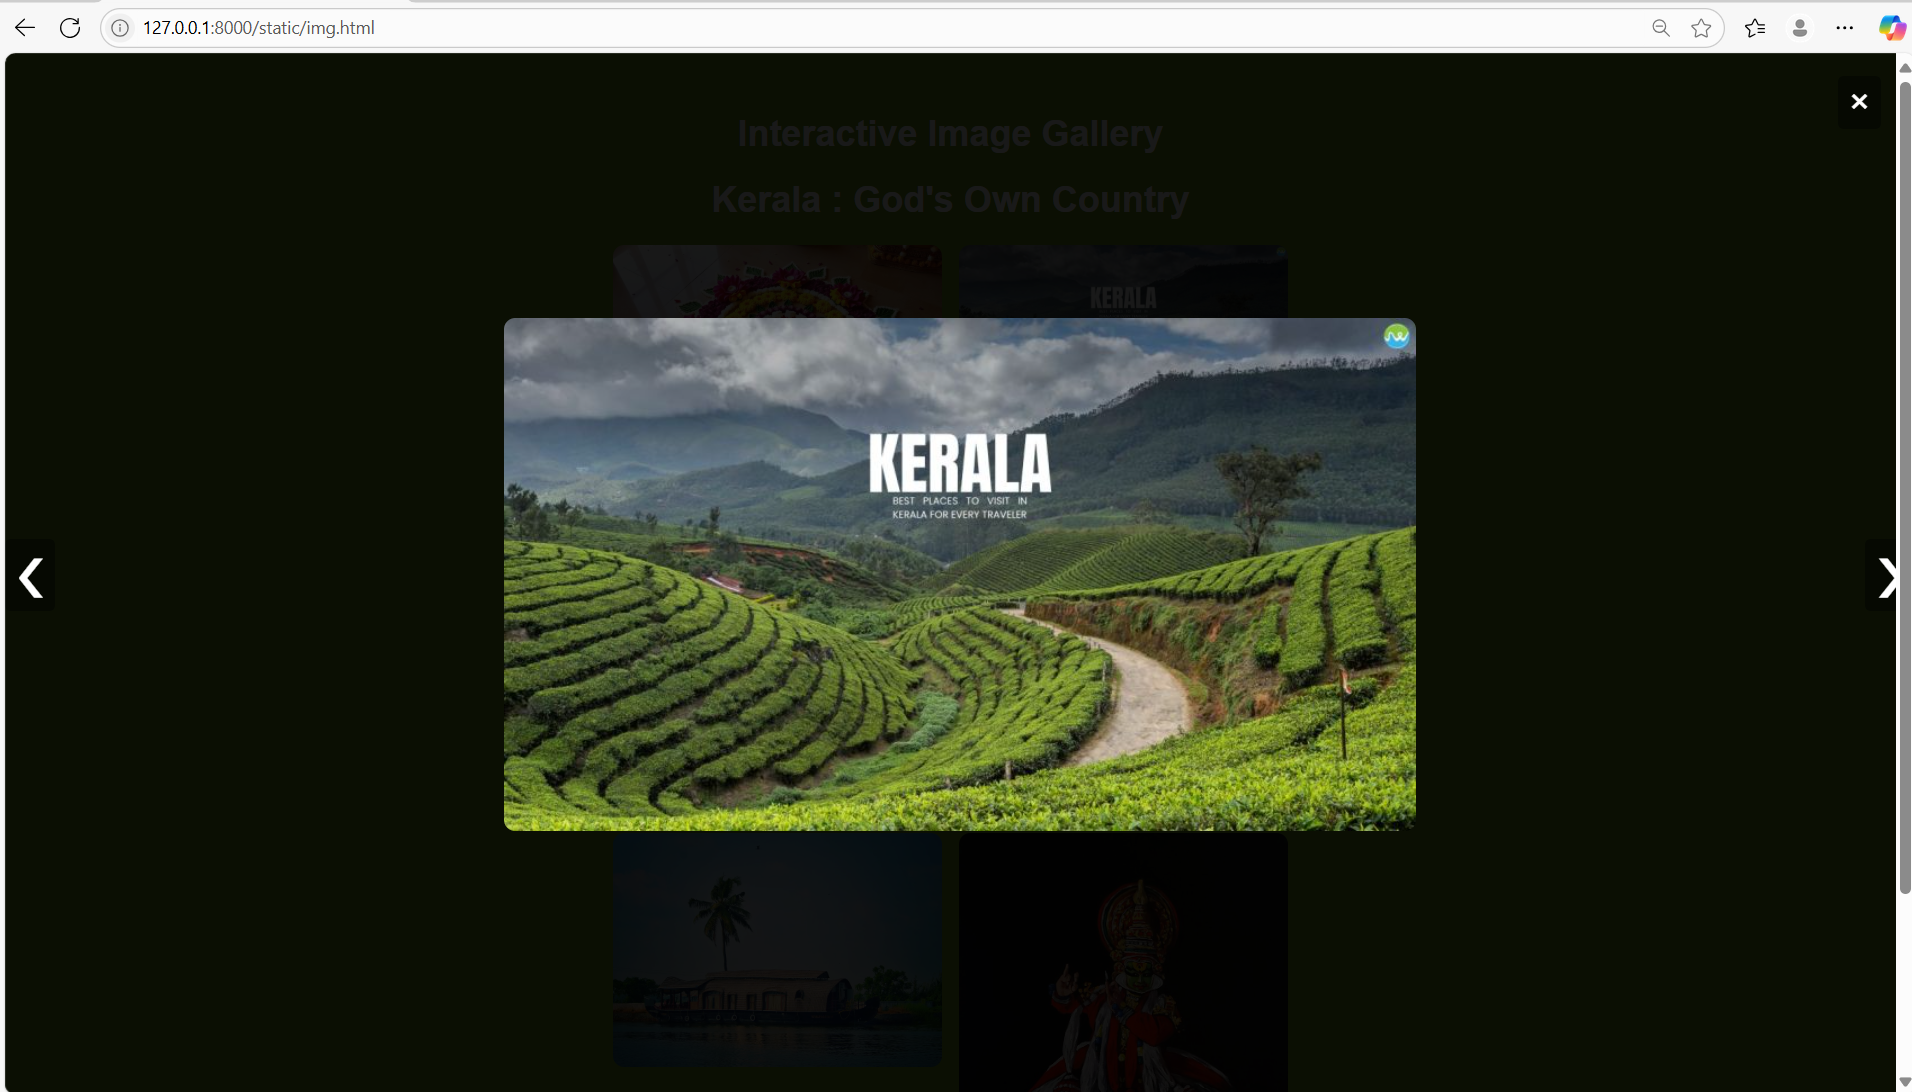 127.0.0.1:8000/static/img.html
Interactive Image Gallery
Kerala : God's Own Country
KERALA
KERALA
BEST PLACES TO VISIT IN
KERALA FOR EVERY TRAVELER